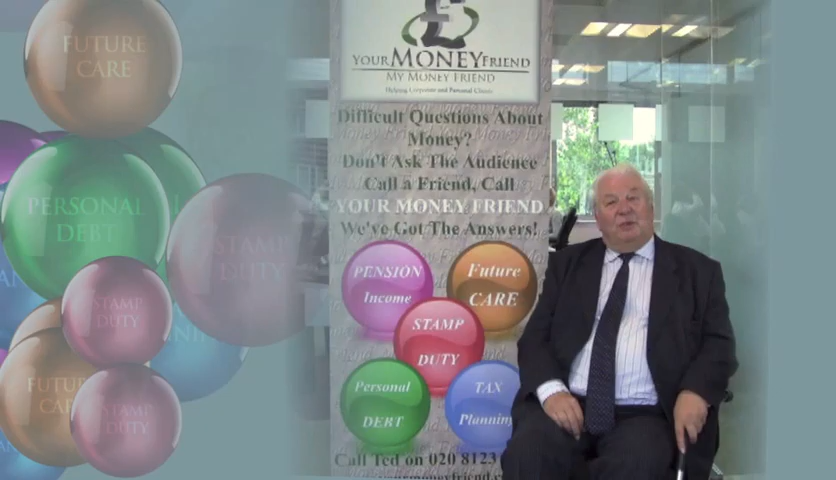 FUTURE
CARE
PERSONAL
DEBT
STAMP
DUTY
STAMP
DUTY
STAMP
DUTY
YOUR MONEY FRIEND
MY MONEY FRIEND
Helping Corporate and Personal Clients
Difficult Questions About
Money?
Don't Ask The Audience
Call a Friend, Call
YOUR MONEY FRIEND
We've Got The Answers!
PENSION
Income
Future
CARE
STAMP
DUTY
Personal
DEBT
TAX
Planning
Call Ted on 020 8123